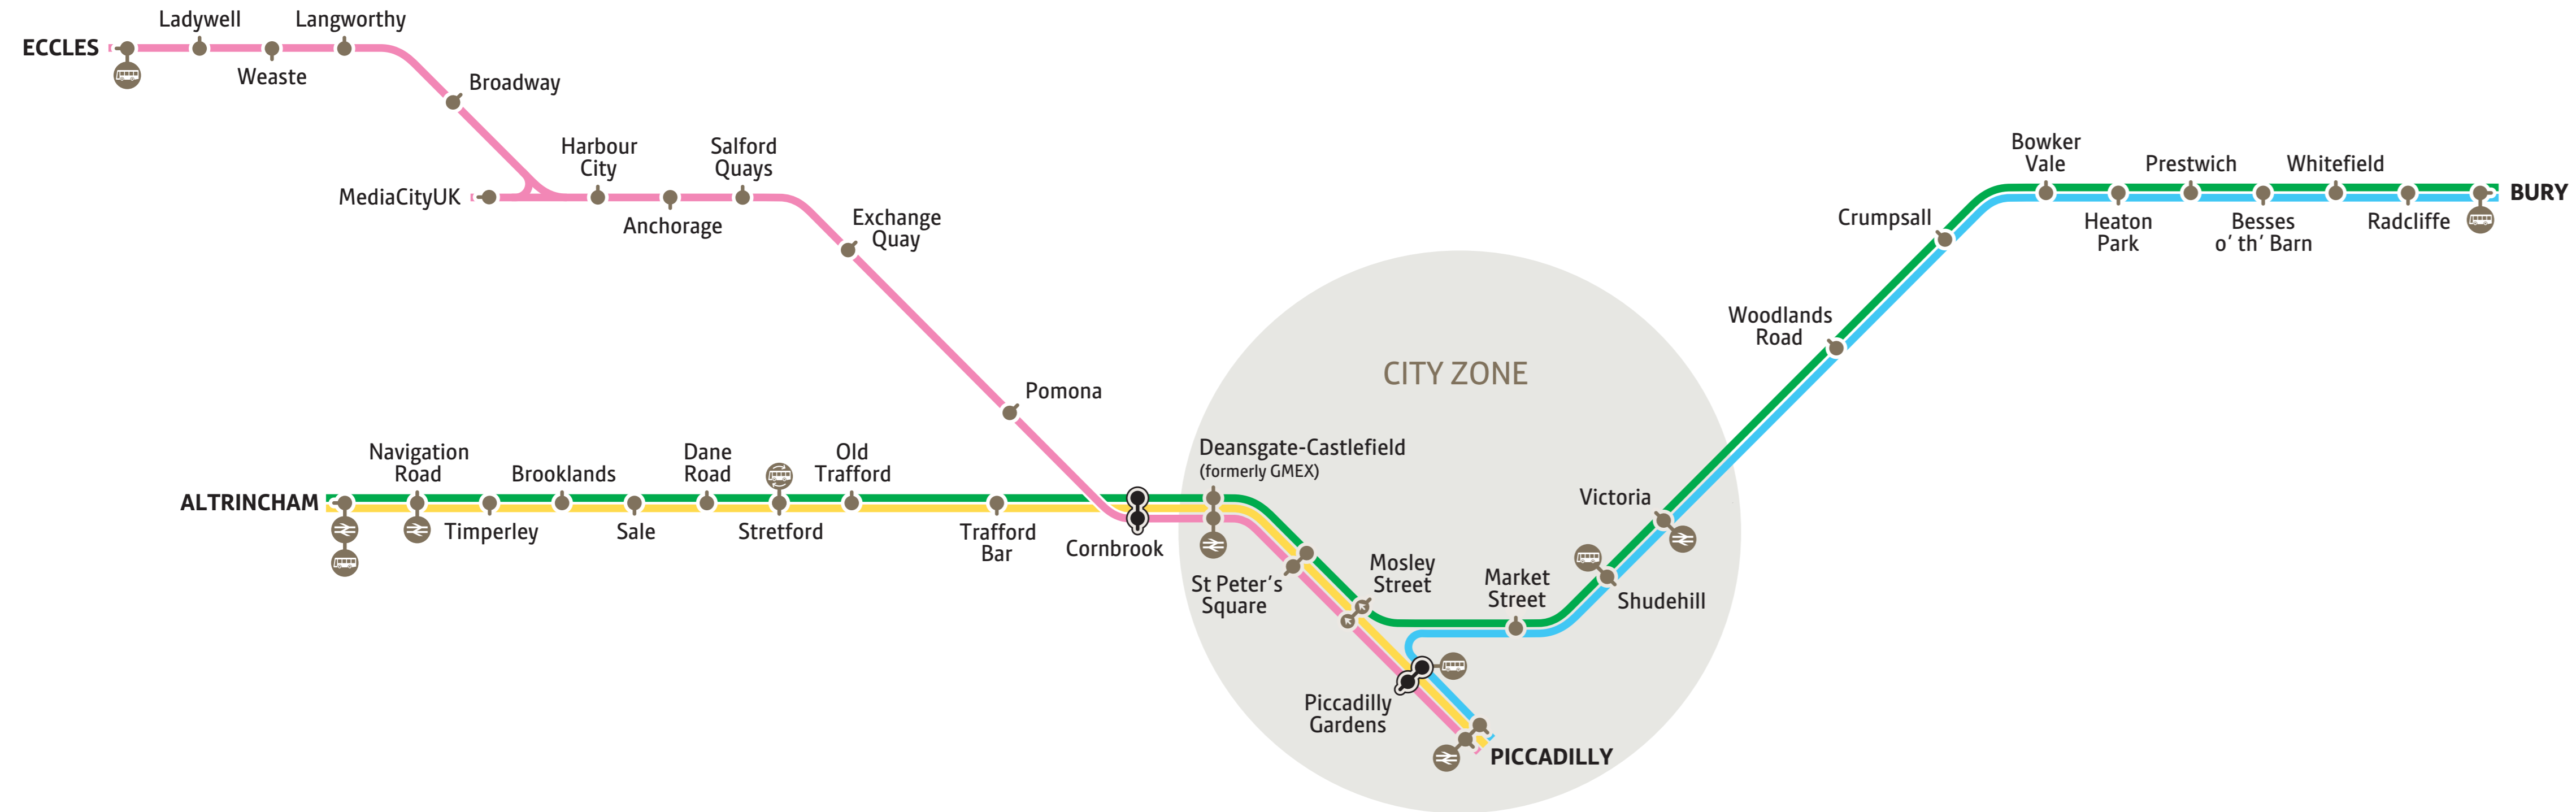 Ladywell
Langworthy
ECCLES
Weaste
Broadway
Harbour
City
Salford
Quays
MediaCityUK
Anchorage
Exchange
Quay
Pomona
Navigation
Road
Brooklands
Dane
Road
Old
Trafford
ALTRINCHAM
Timperley
Sale
Stretford
Trafford
Bar
Cornbrook
CITY ZONE
Deansgate-Castlefield
(formerly GMEX)
St Peter’s
Square
Mosley
Street
Market
Street
Piccadilly
Gardens
PICCADILLY
Victoria
Shudehill
Woodlands
Road
Crumpsall
Bowker
Vale
Heaton
Park
Prestwich
Besses
o’ th’ Barn
Whitefield
Radcliffe
BURY